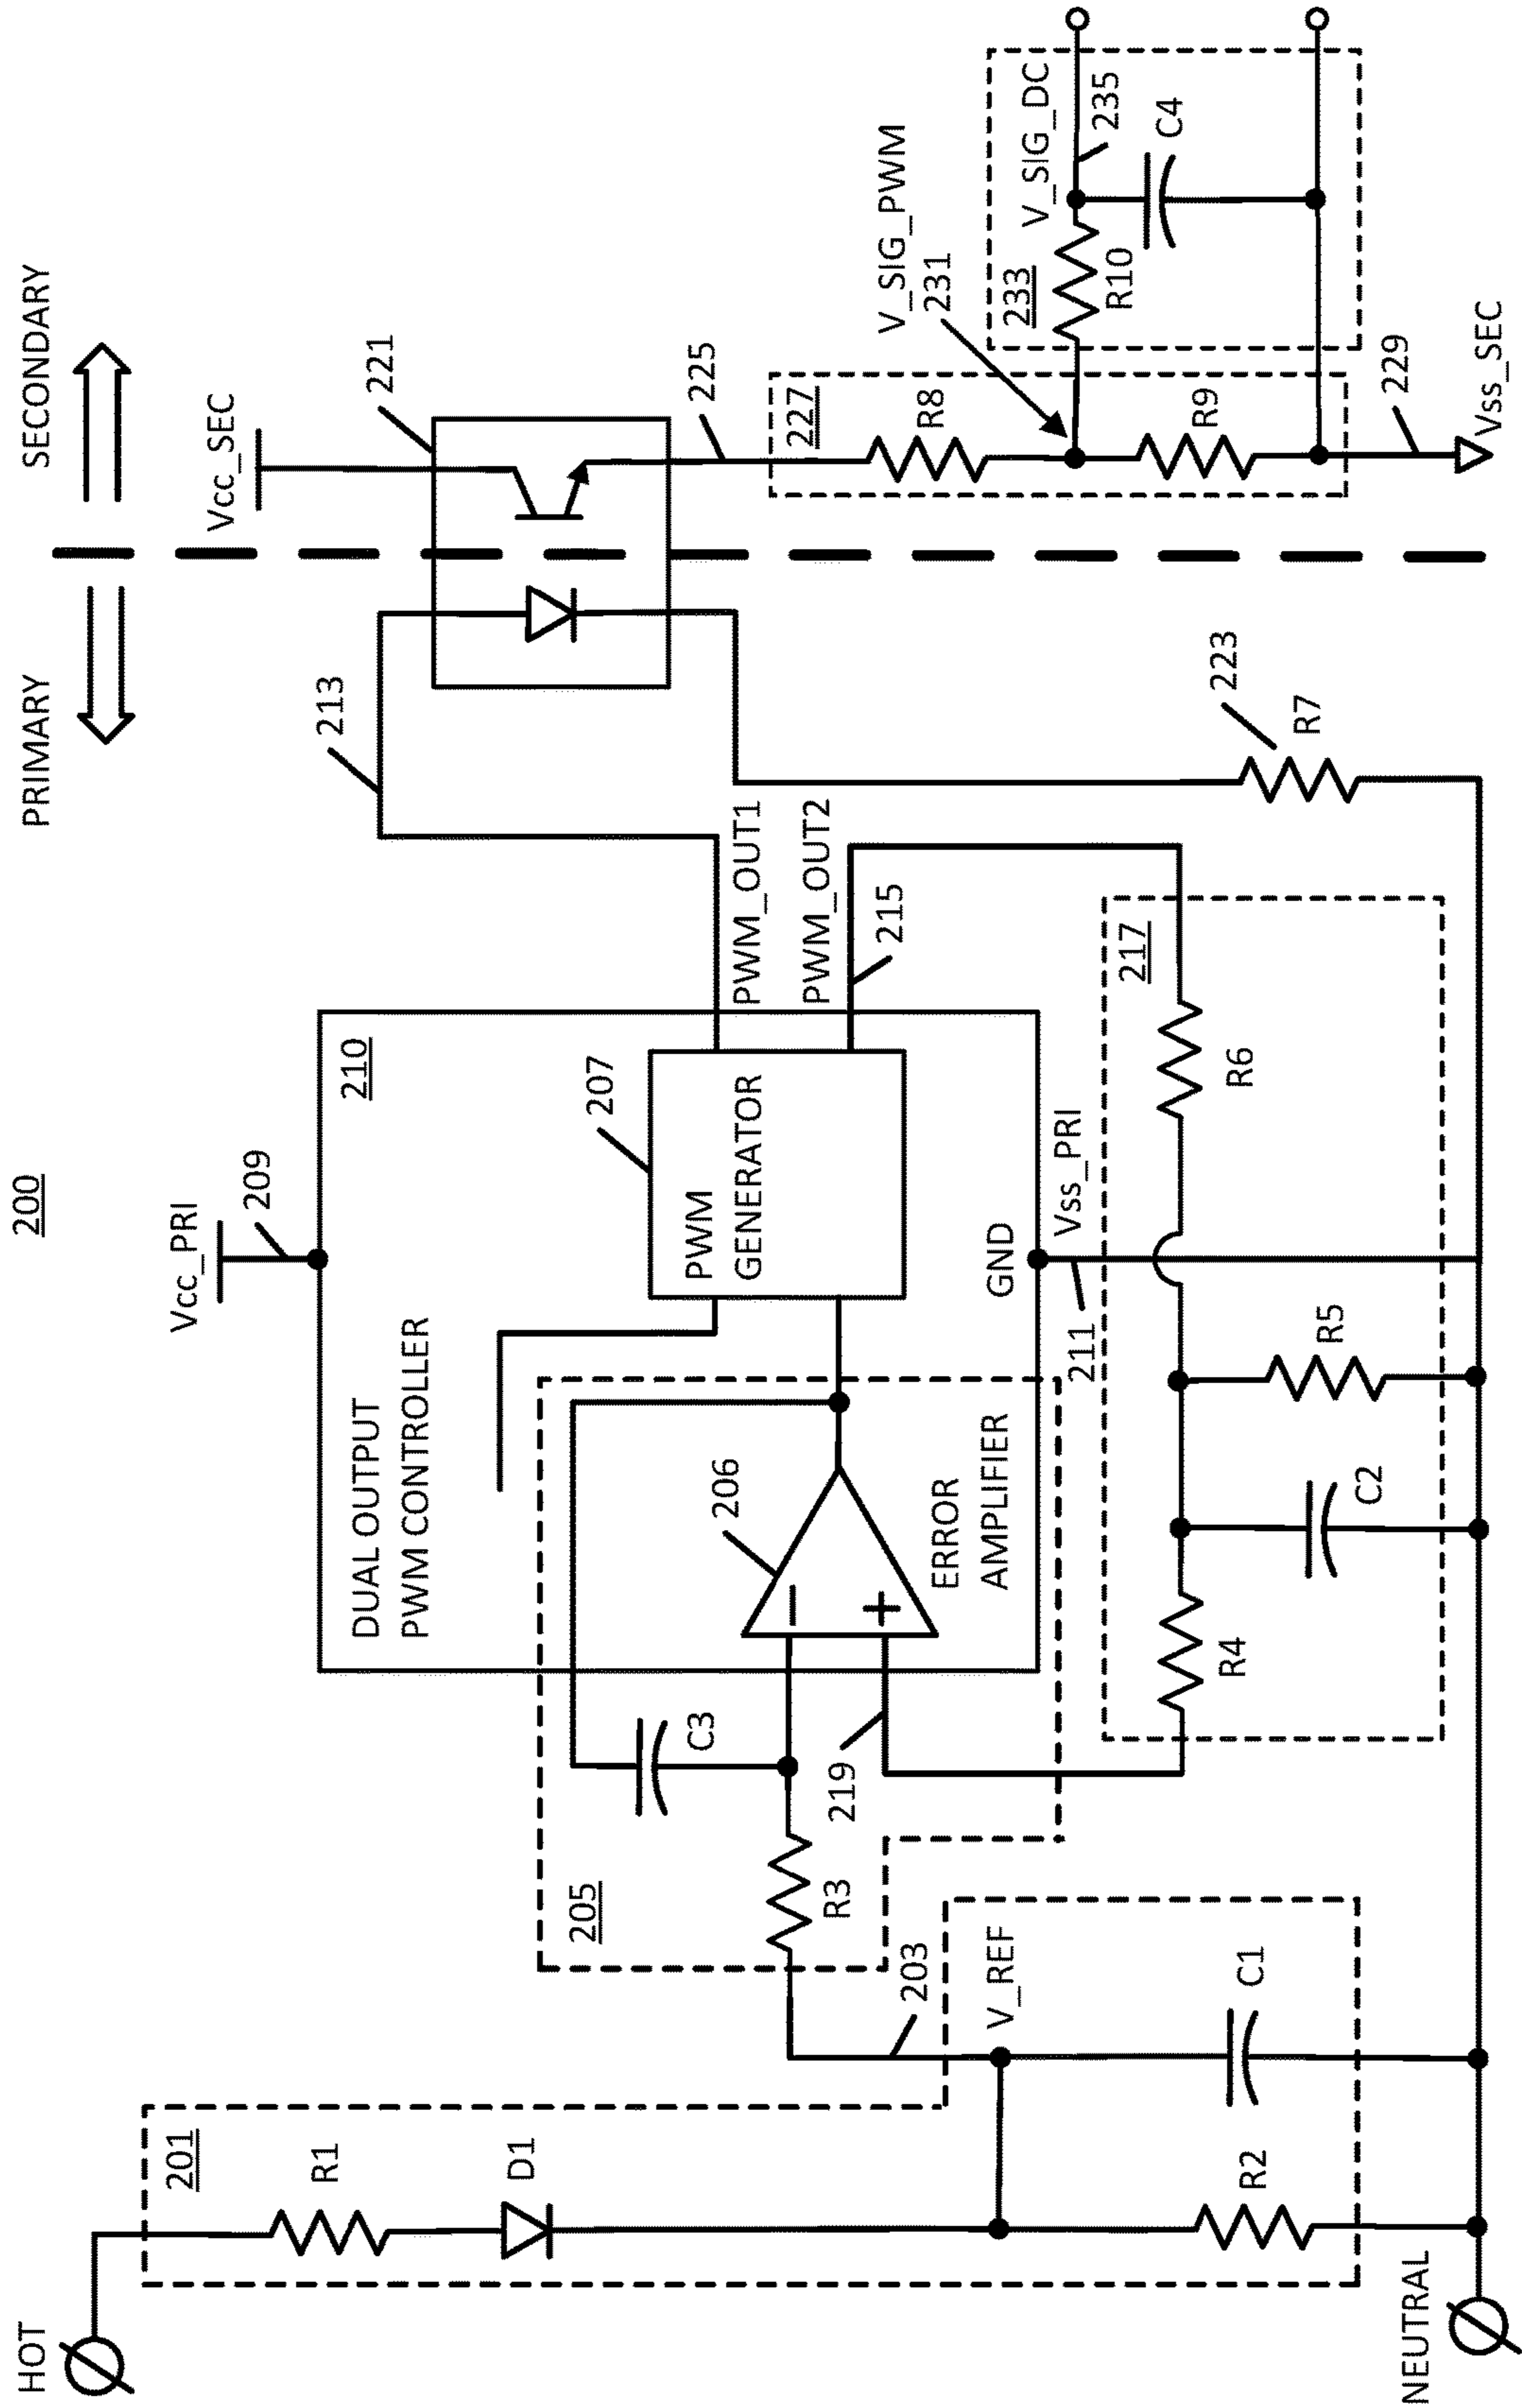 200
PRIMARY
SECONDARY
HOT
201
R1
D1
R2
NEUTRAL
V_REF
C1
203
205
R3
C3
219
206
ERROR
AMPLIFIER
DUAL OUTPUT
PWM CONTROLLER
210
Vcc_PRI
209
207
PWM
GENERATOR
GND
Vss_PRI
211
PWM_OUT1
PWM_OUT2
213
215
217
R4
C2
R5
R6
223
R7
Vcc_SEC
221
225
227
R8
R9
V_SIG_PWM
231
233
R10
V_SIG_DC
235
C4
229
Vss_SEC